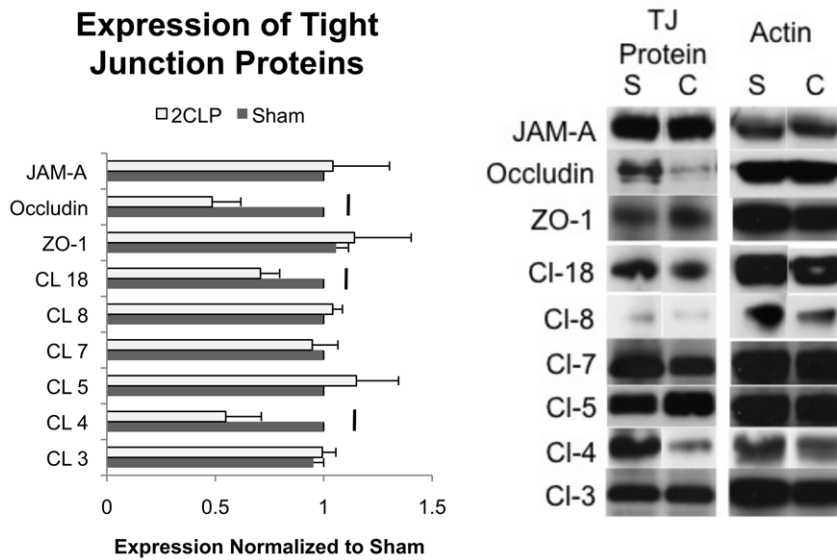 Expression of Tight
Junction Proteins
2CLP Sham
JAM-A
Occludin
ZO-1
CL 18
CL 8
CL 7
CL 5
CL 4
CL 3
0 0.5 1 1.5
Expression Normalized to Sham
TJ
Protein
Actin
S C S C
JAM-A
Occludin
ZO-1
Cl-18
Cl-8
Cl-7
Cl-5
Cl-4
Cl-3